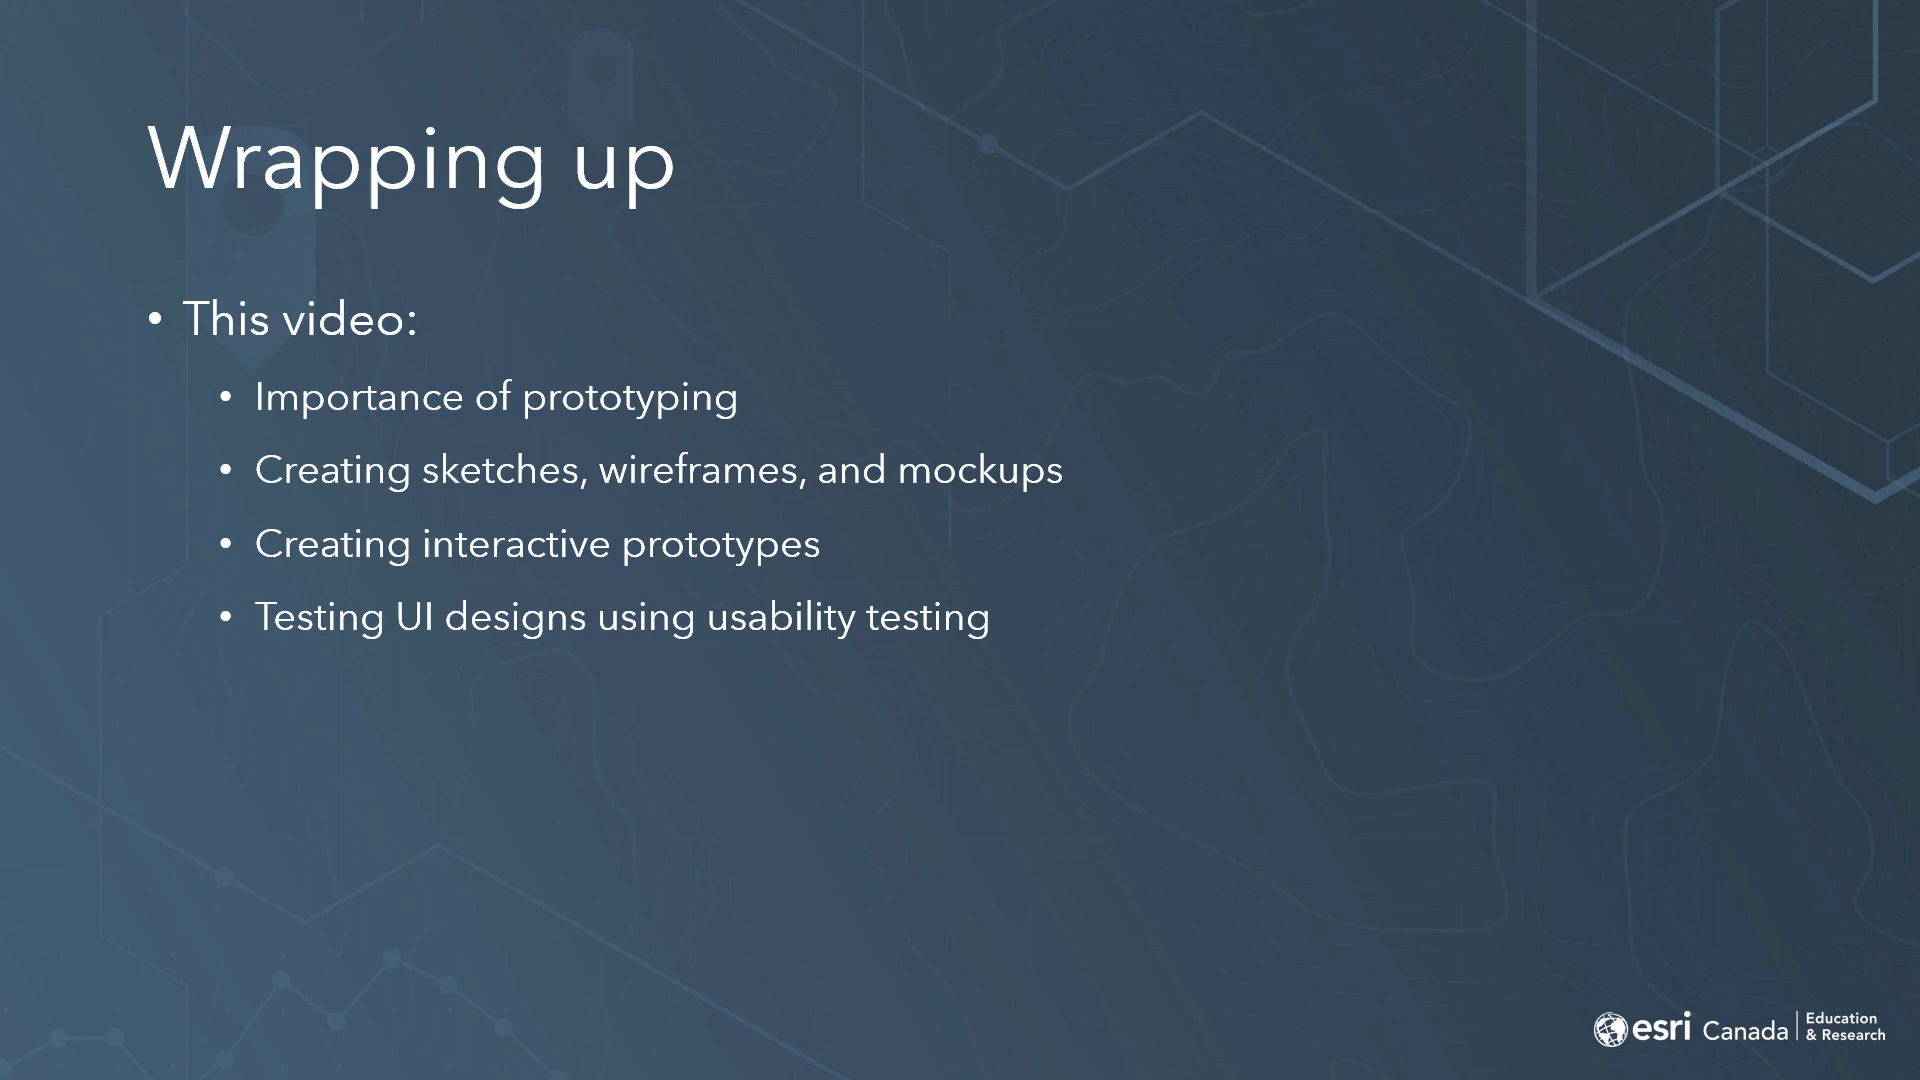 Wrapping up
• This video:
• Importance of prototyping
• Creating sketches, wireframes, and mockups
• Creating interactive prototypes
• Testing UI designs using usability testing
esri Canada | Education
& Research